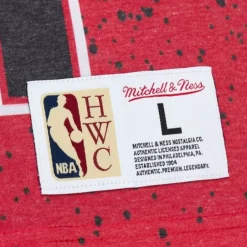 Mitchell & Ness
HWC
NBA
L
MITCHELL & NESS NOSTALGIA CO.
AUTHENTIC LICENSED APPAREL
DESIGNED IN PHILADELPHIA, PA.
ESTABLISHED 1904
AUTHENTIC.PREMIUM.LEGENDARY.